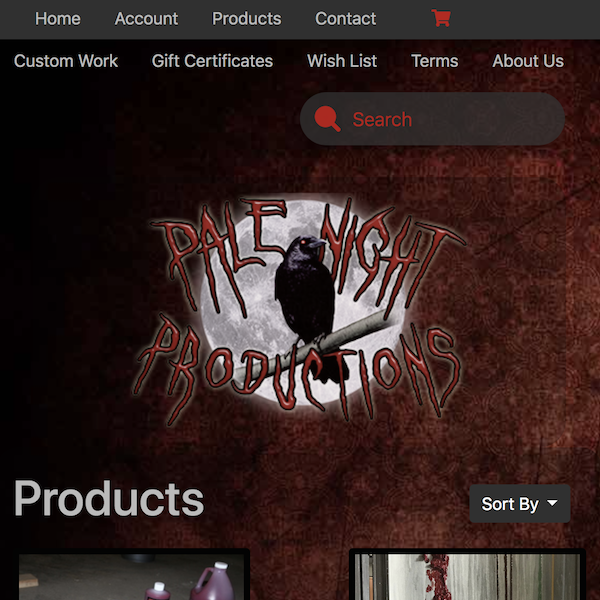 Home Account Products Contact
Custom Work Gift Certificates Wish List Terms About Us
Search
PALE NIGHT
PRODUCTIONS
Products
Sort By